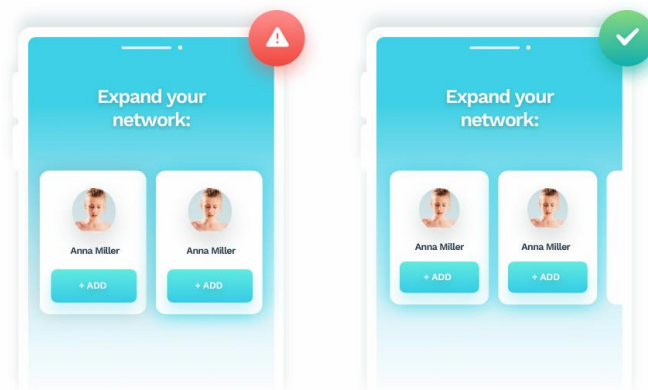 Expand your
network:
Anna Miller
Anna Miller
+ ADD
+ ADD
Expand your
network:
Anna Miller
Anna Miller
+ ADD
+ ADD